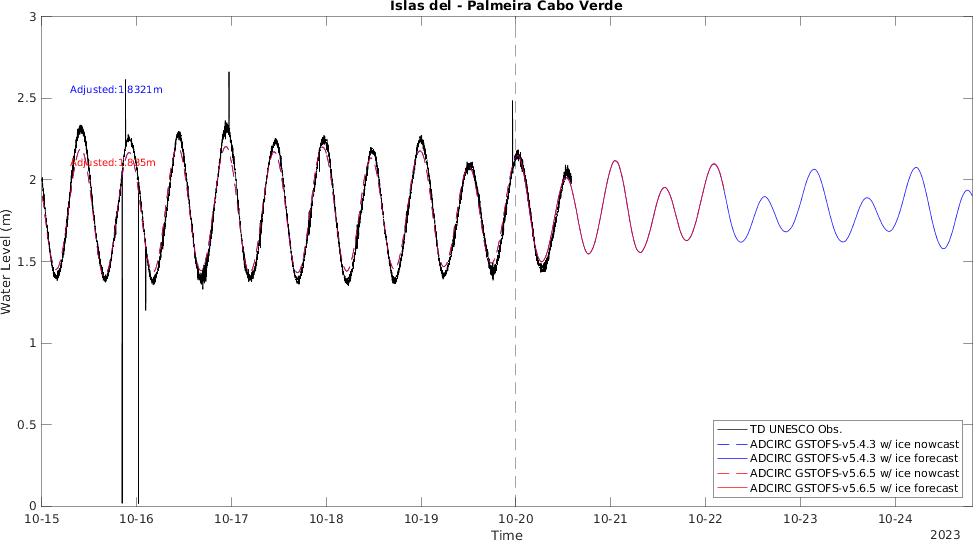 Islas del - Palmeira Cabo Verde
3
2.5
2
1.5
1
0.5
0
Water Level (m)
Adjusted:1.8321m
Adjusted:1.835m
10-15
10-16
10-17
10-18
10-19
10-20
10-21
10-22
10-23
10-24
Time
2023
TD UNESCO Obs.
ADCIRC GSTOFS-v5.4.3 w/ ice nowcast
ADCIRC GSTOFS-v5.4.3 w/ ice forecast
ADCIRC GSTOFS-v5.6.5 w/ ice nowcast
ADCIRC GSTOFS-v5.6.5 w/ ice forecast